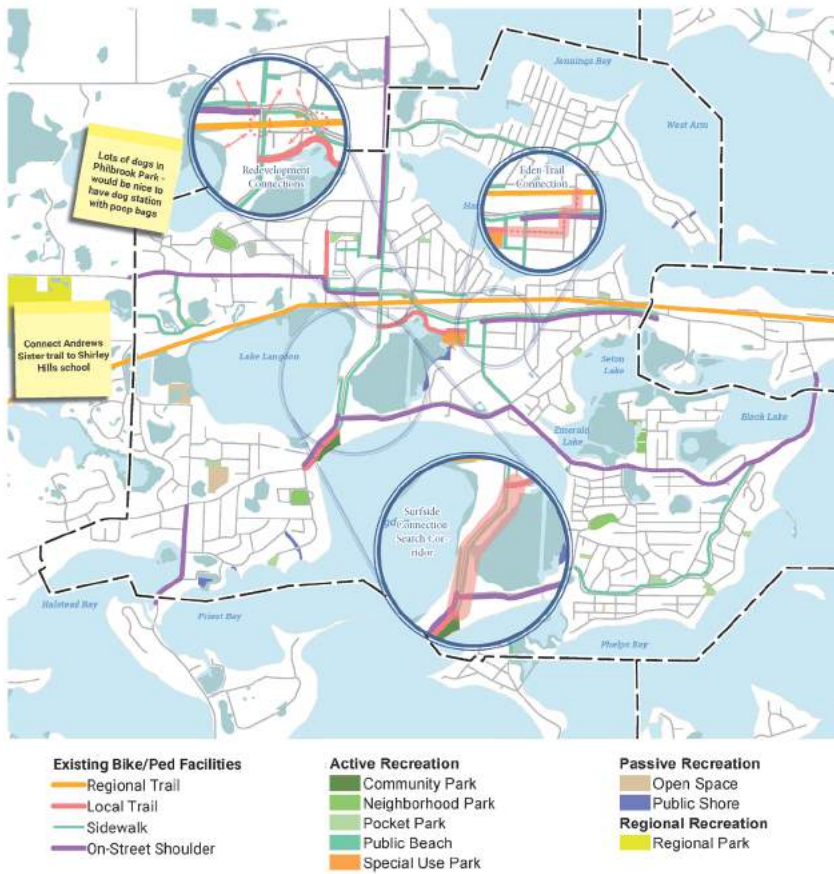 Jennings Bay
West Arm
Lots of dogs in
Philbrook Park -
would be nice to
have dog station
with poop bags
Redevelopment
Connections
Eden Trail
Connection
Connect Andrews
Sister trail to Shirley
Hills school
Lake Langdon
Seton
Lake
Black Lake
Emerald
Lake
Surfside
Connection
Search Cor-
ridor
Halstead Bay
Priest Bay
Phelps Bay
Existing Bike/Ped Facilities
Regional Trail
Local Trail
Sidewalk
On-Street Shoulder
Active Recreation
Community Park
Neighborhood Park
Pocket Park
Public Beach
Special Use Park
Passive Recreation
Open Space
Public Shore
Regional Recreation
Regional Park